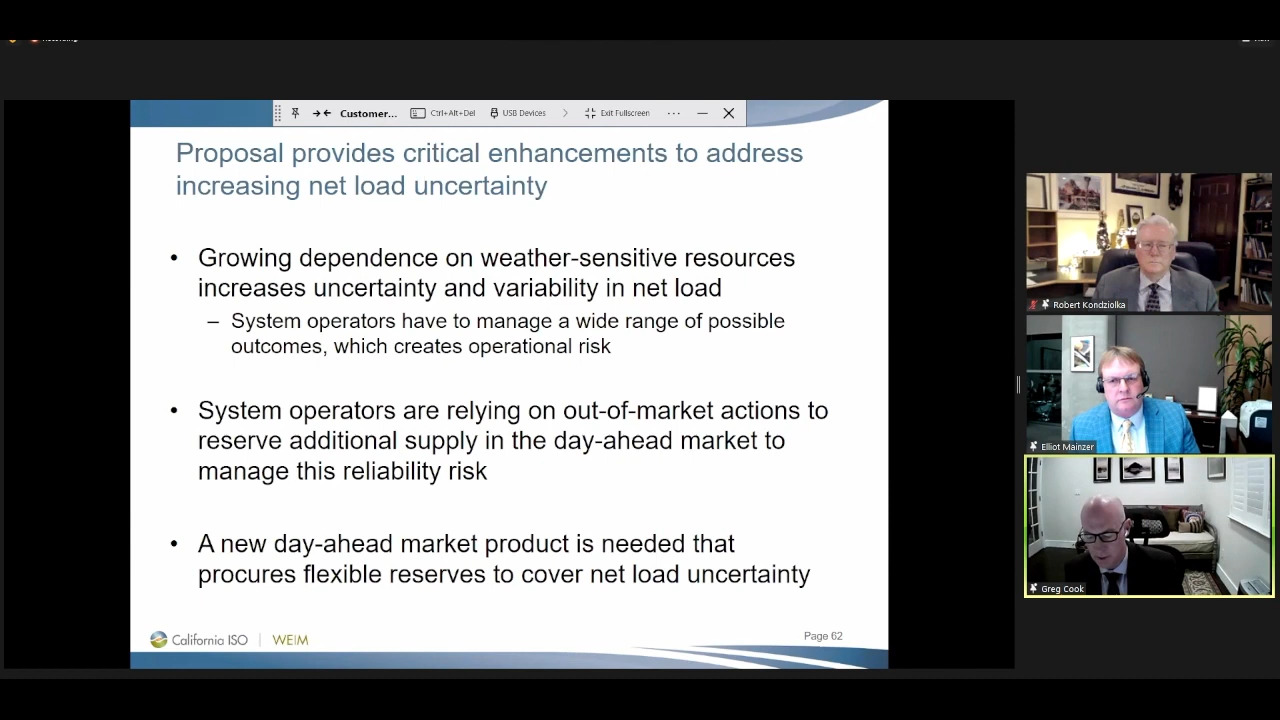 Customer...
Ctrl+Alt+Del
USB Devices
Exit Fullscreen
Proposal provides critical enhancements to address
increasing net load uncertainty
• Growing dependence on weather-sensitive resources
increases uncertainty and variability in net load
– System operators have to manage a wide range of possible
outcomes, which creates operational risk
• System operators are relying on out-of-market actions to
reserve additional supply in the day-ahead market to
manage this reliability risk
• A new day-ahead market product is needed that
procures flexible reserves to cover net load uncertainty
California ISO | WEIM
Page 62
Robert Kondziolka
Elliot Mainzer
Greg Cook